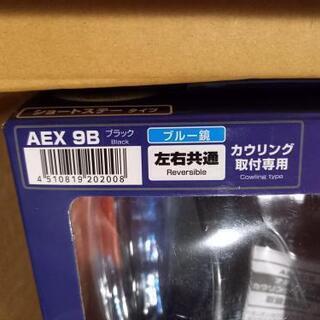 ショートステー タイプ
AEX 9B ブラック
Black
ブルー鏡
左右共通
Reversible
カウリング
取付専用
Cowling type
4 510819 202008